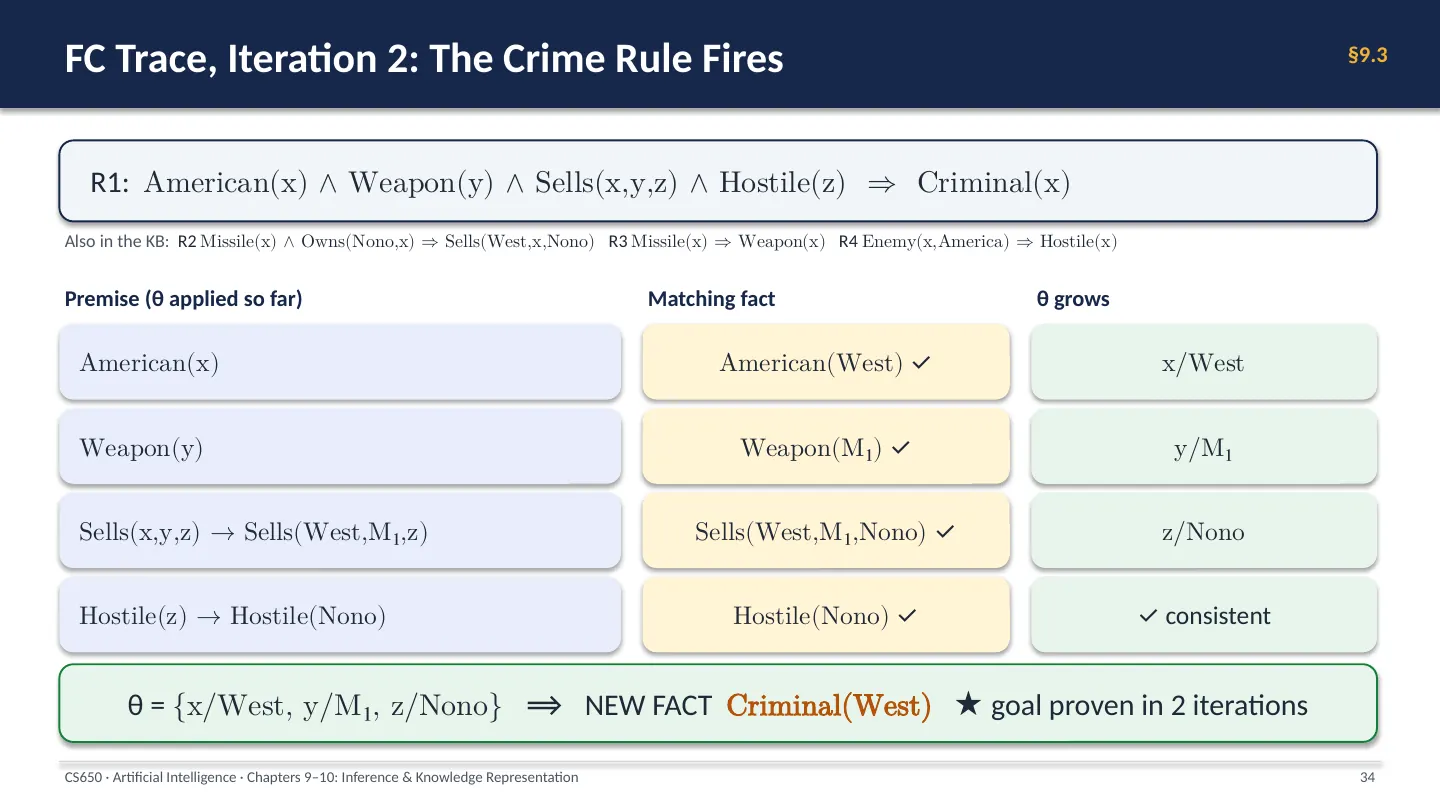 FC Trace, Iteration 2: The Crime Rule Fires
§9.3
R1: American(x) ∧ Weapon(y) ∧ Sells(x,y,z) ∧ Hostile(z) ⇒ Criminal(x)
Also in the KB: R2 Missile(x) ∧ Owns(Nono,x) ⇒ Sells(West,x,Nono) R3 Missile(x) ⇒ Weapon(x) R4 Enemy(x,America) ⇒ Hostile(x)
Premise (θ applied so far) Matching fact θ grows
American(x) American(West) ✓ x/West
Weapon(y) Weapon(M₁) ✓ y/M₁
Sells(x,y,z) → Sells(West,M₁,z) Sells(West,M₁,Nono) ✓ z/Nono
Hostile(z) → Hostile(Nono) Hostile(Nono) ✓ ✓ consistent
θ = {x/West, y/M₁, z/Nono} ⟹ NEW FACT Criminal(West) ★ goal proven in 2 iterations
CS650 · Artificial Intelligence · Chapters 9–10: Inference & Knowledge Representation 34